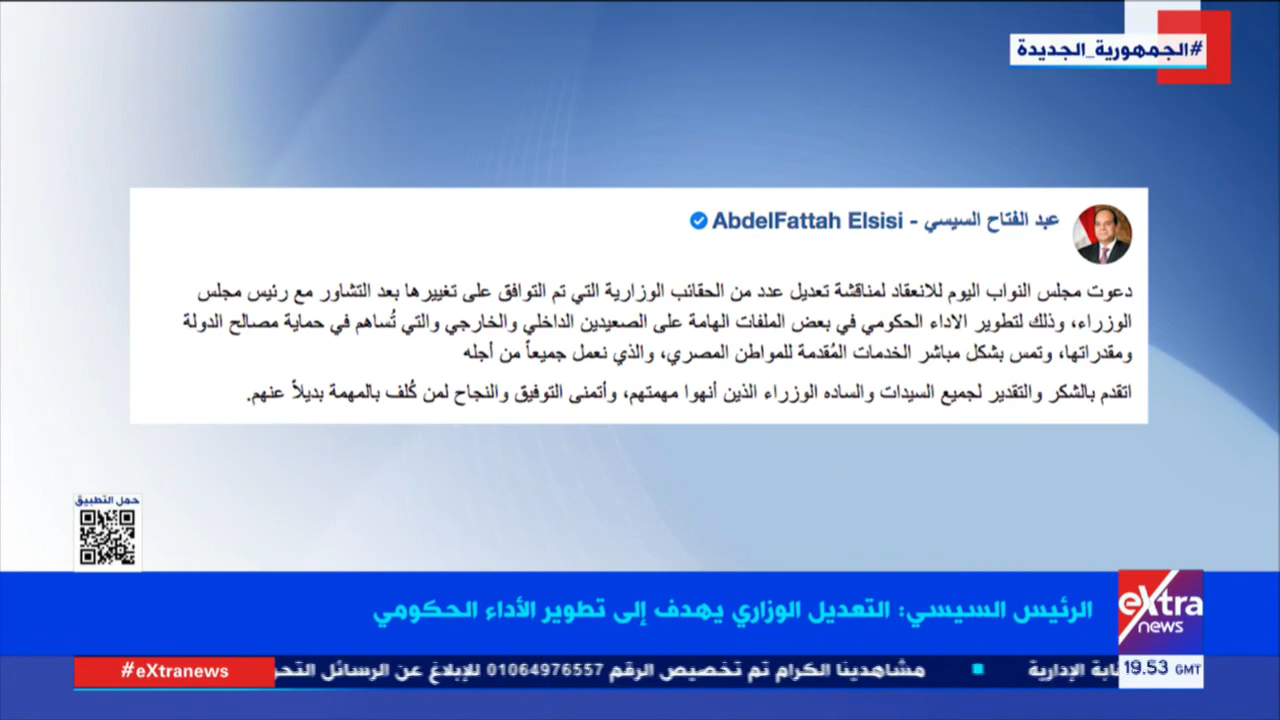 #الجمهورية_الجديدة
عبد الفتاح السيسي - AbdelFattah Elsisi
دعوت مجلس النواب اليوم للانعقاد لمناقشة تعديل عدد من الحقائب الوزارية التي تم التوافق على تغييرها بعد التشاور مع رئيس مجلس
الوزراء، وذلك لتطوير الاداء الحكومي في بعض الملفات الهامة على الصعيدين الداخلي والخارجي والتي تُساهم في حماية مصالح الدولة
ومقدراتها، وتمس بشكل مباشر الخدمات المُقدمة للمواطن المصري، والذي نعمل جميعاً من أجله
اتقدم بالشكر والتقدير لجميع السيدات والساده الوزراء الذين أنهوا مهمتهم، وأتمنى التوفيق والنجاح لمن كُلف بالمهمة بديلاً عنهم.
حمل التطبيق
الرئيس السيسي: التعديل الوزاري يهدف إلى تطوير الأداء الحكومي
eXtra
news
19.53 GMT
الإدارية ■ مشاهدينا الكرام تم تخصيص الرقم 01064976557 للإبلاغ عن الرسائل
#eXtranews